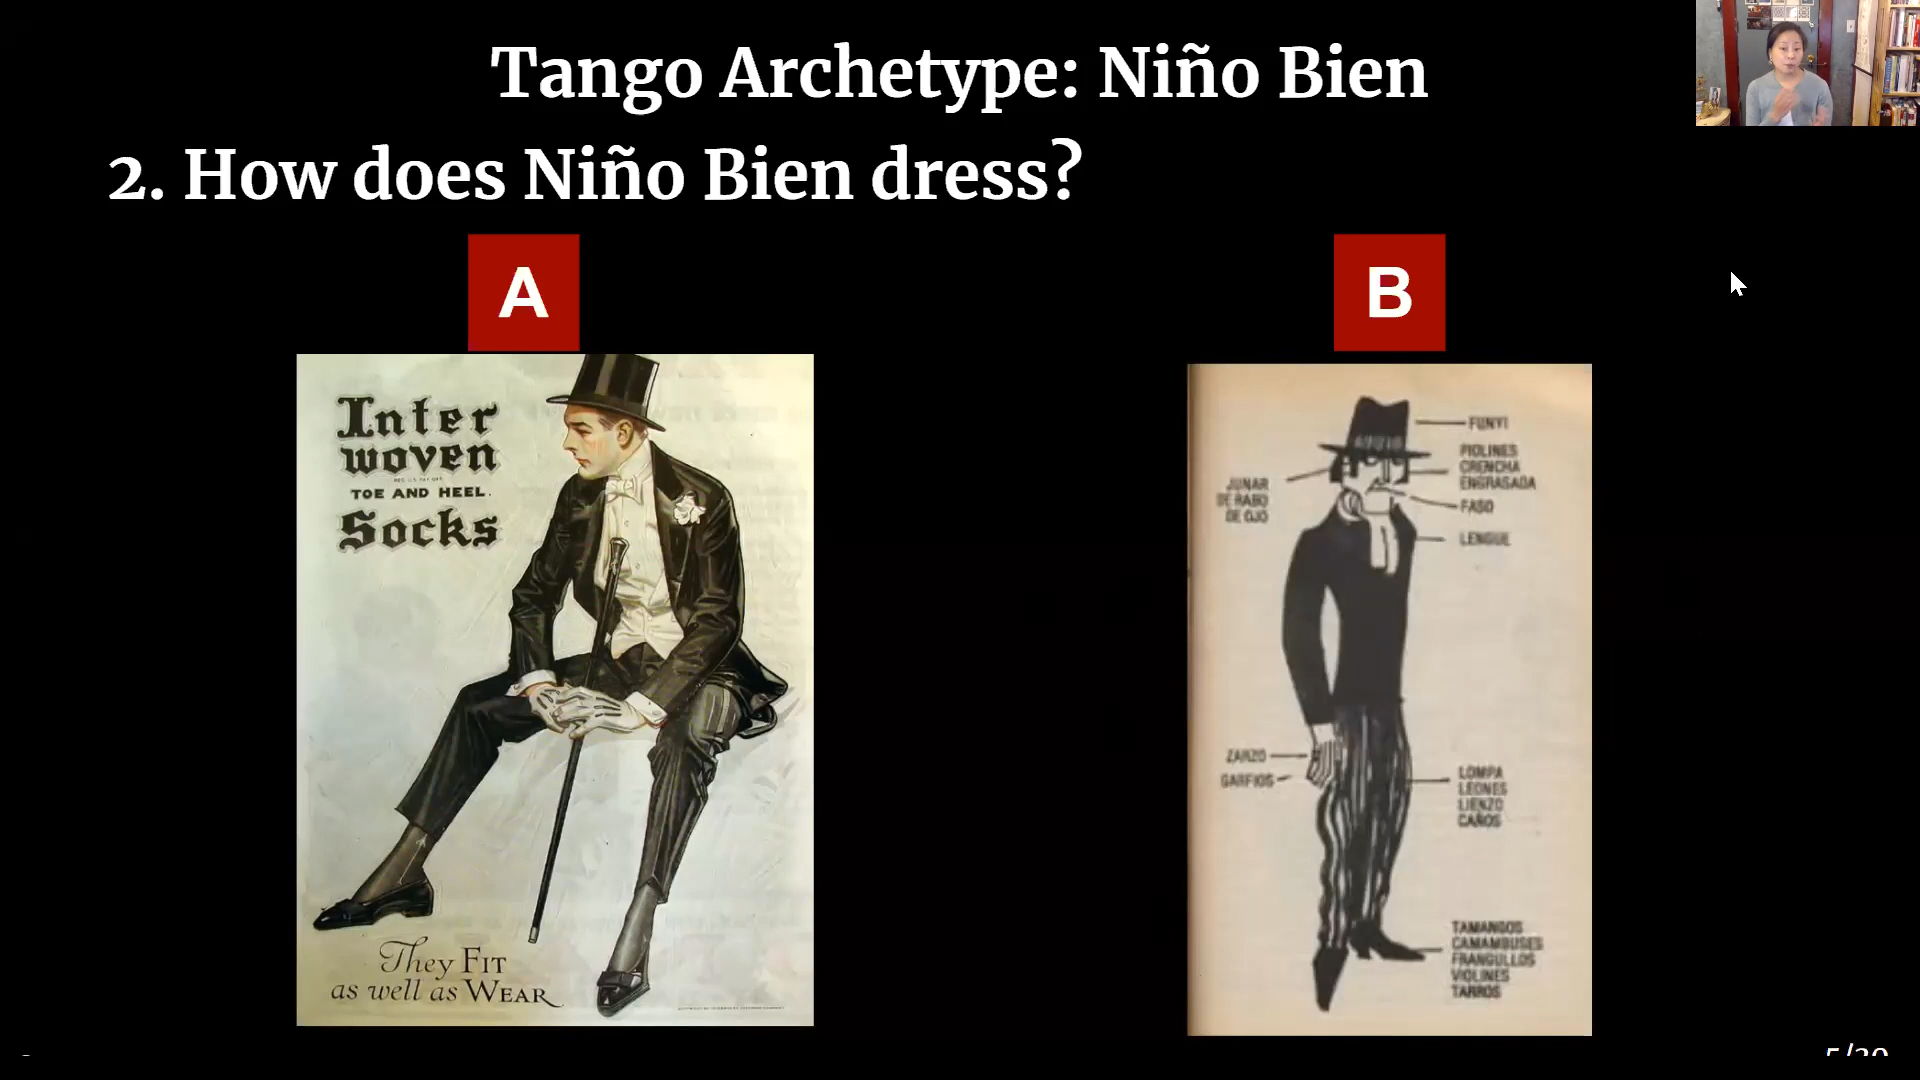 Tango Archetype: Niño Bien
2. How does Niño Bien dress?
A
B
Inter
woven
TOE AND HEEL.
Socks
They FIT
as well as WEAR
FUNYI
PIOLINES
CRENCHA
ENGRASADA
JUNAR
DE RABO
DE OJO
FASO
LENGUE
ZARZO
GARFIOS
LOMPA
LEONES
LIENZO
CAÑOS
TAMANGOS
CAMAMBUSES
FRANGULLOS
VIOLINES
TARROS